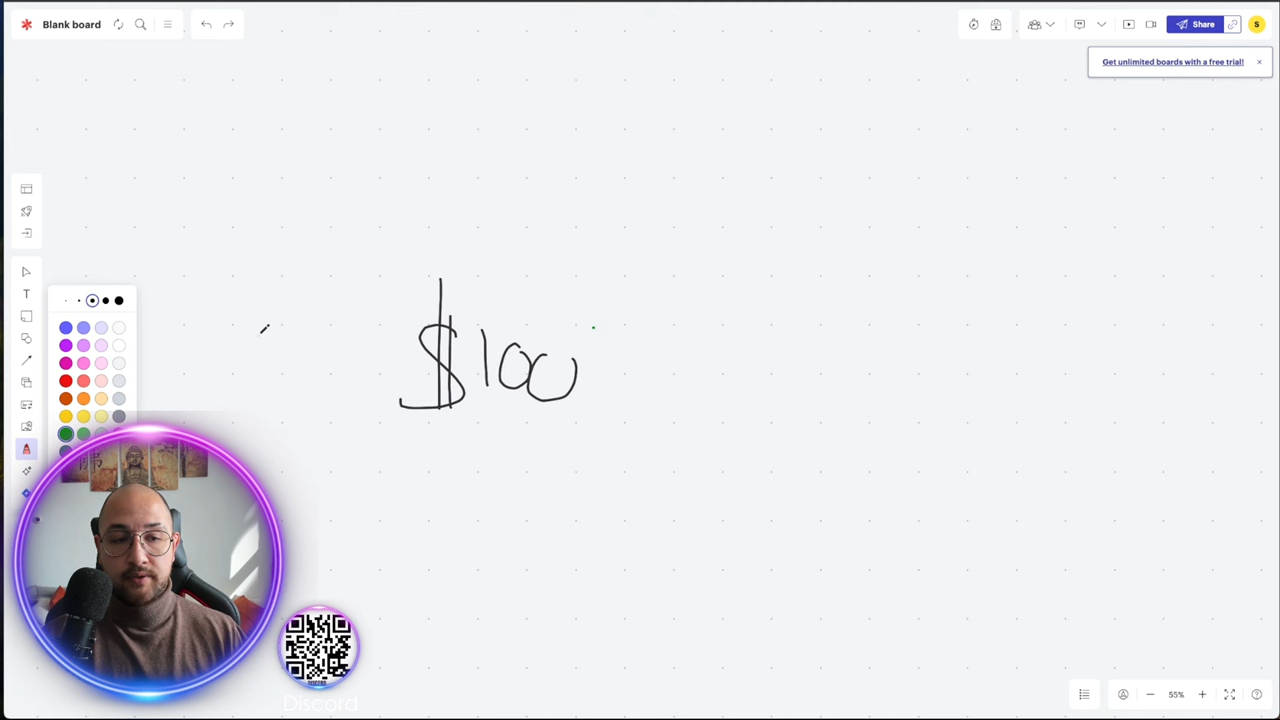 Blank board
Share
S
Get unlimited boards with a free trial!
$100
Discord
55%